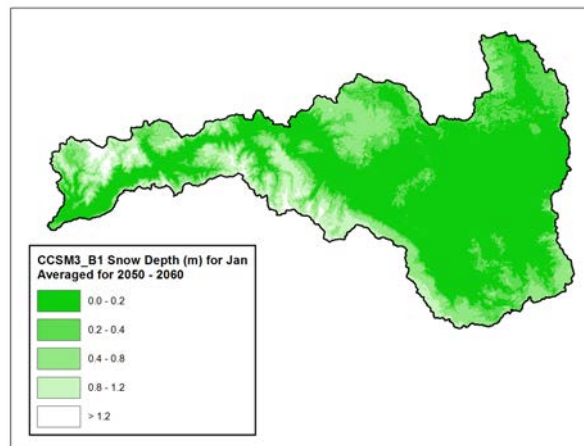 CCSM3_B1 Snow Depth (m) for Jan
Averaged for 2050 - 2060
0.0 - 0.2
0.2 - 0.4
0.4 - 0.8
0.8 - 1.2
> 1.2